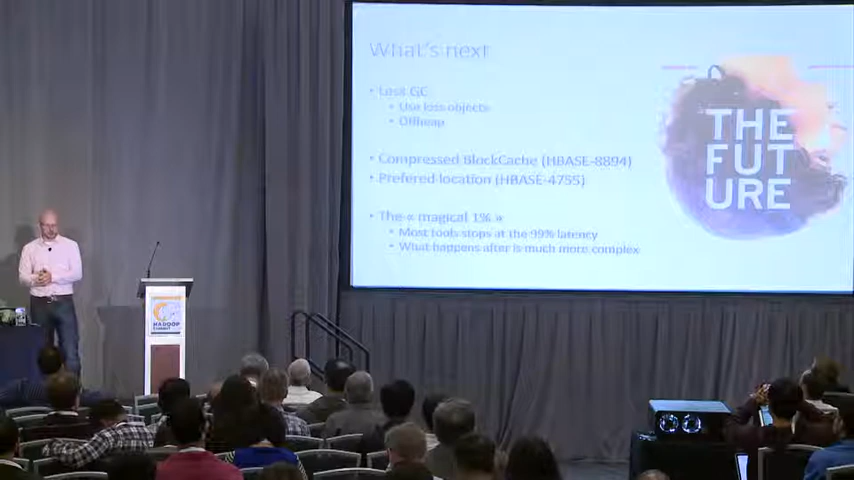 What's next
• Less GC
• Use less objects
• Offheap
• Compressed BlockCache (HBASE-8894)
• Preferred location (HBASE-4755)
• The « magical 1% »
• Most tools stops at the 99% latency
• What happens after is much more complex
THE
FUT
URE
HADOOP
SUMMIT